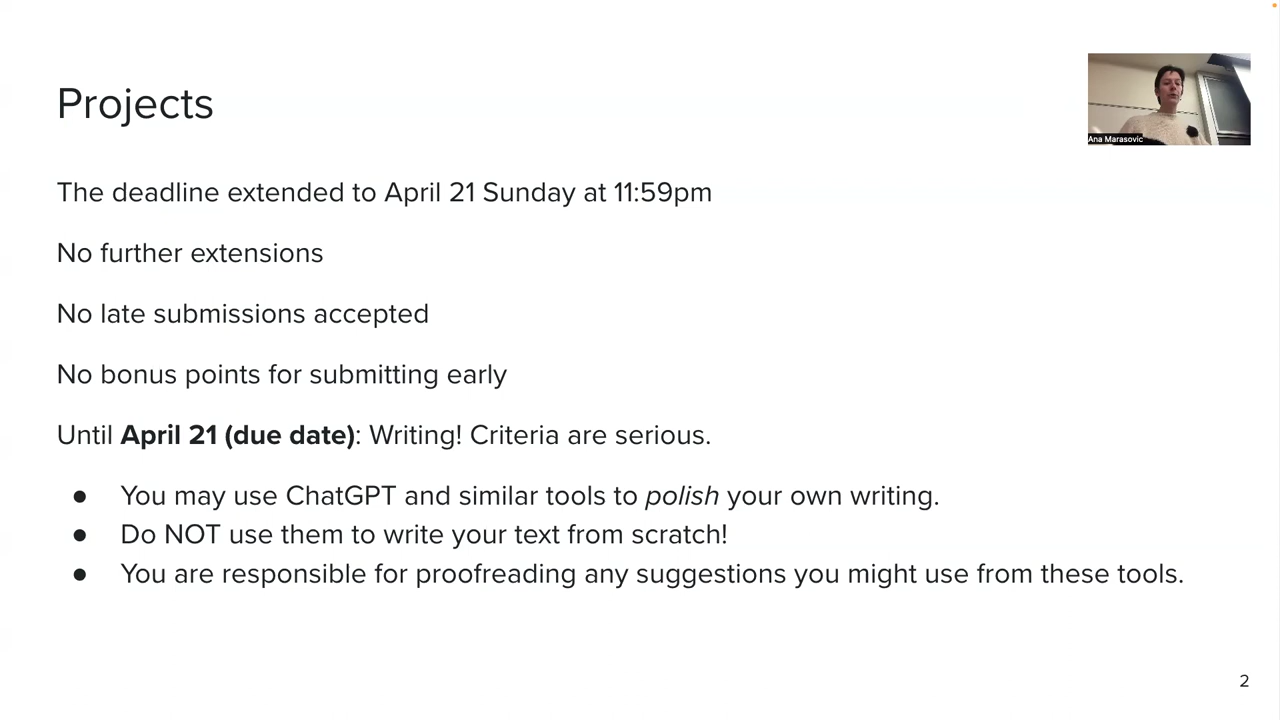 Projects
Ana Marasovic
The deadline extended to April 21 Sunday at 11:59pm
No further extensions
No late submissions accepted
No bonus points for submitting early
Until April 21 (due date): Writing! Criteria are serious.
● You may use ChatGPT and similar tools to polish your own writing.
● Do NOT use them to write your text from scratch!
● You are responsible for proofreading any suggestions you might use from these tools.
2